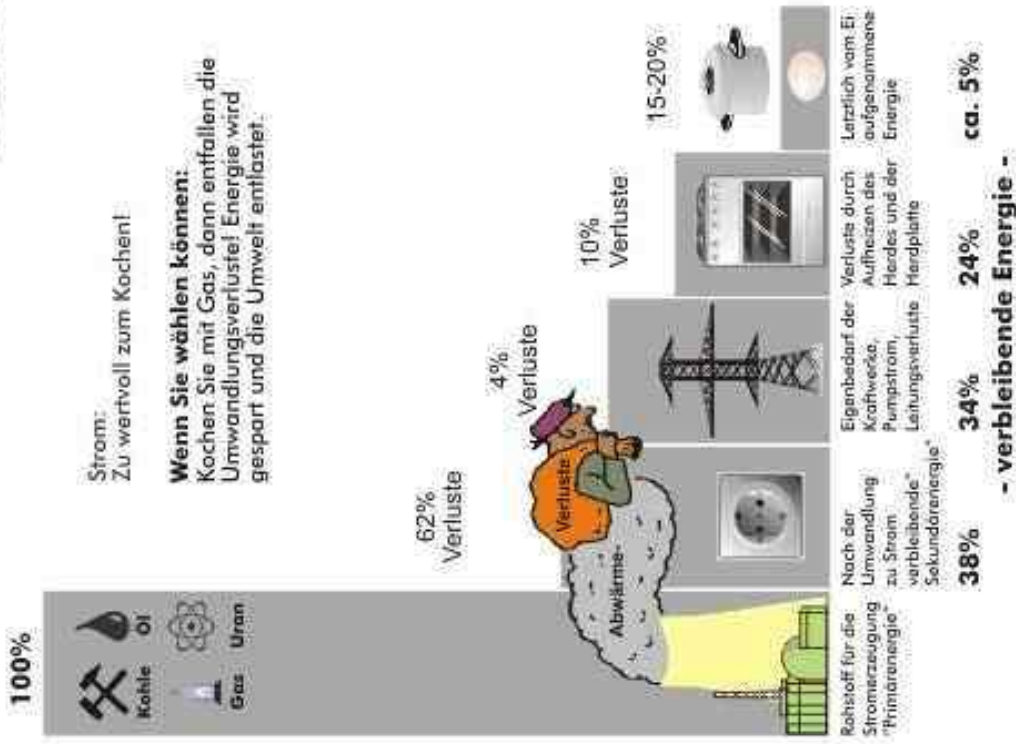 100%
Kohle
Öl
Gas
Uran
Strom:
Zu wertvoll zum Kochen!
Wenn Sie wählen können:
Kochen Sie mit Gas, dann entfallen die
Umwandlungsverluste! Energie wird
gespart und die Umwelt entlastet.
62%
Verluste
4%
Verluste
10%
Verluste
15-20%
Abwärme-
Verluste
Rohstoff für die
Stromerzeugung
"Primärenergie"
Nach der
Umwandlung
zu Strom
verbleibende"
Sekundärenergie"
38%
Eigenbedarf der
Kraftwerke,
Pumpstrom,
Leitungsverluste
34%
Verluste durch
Aufheizen des
Herdes und der
Herdplatte
24%
Letztlich vom Ei
aufgenommene
Energie
ca. 5%
- verbleibende Energie -